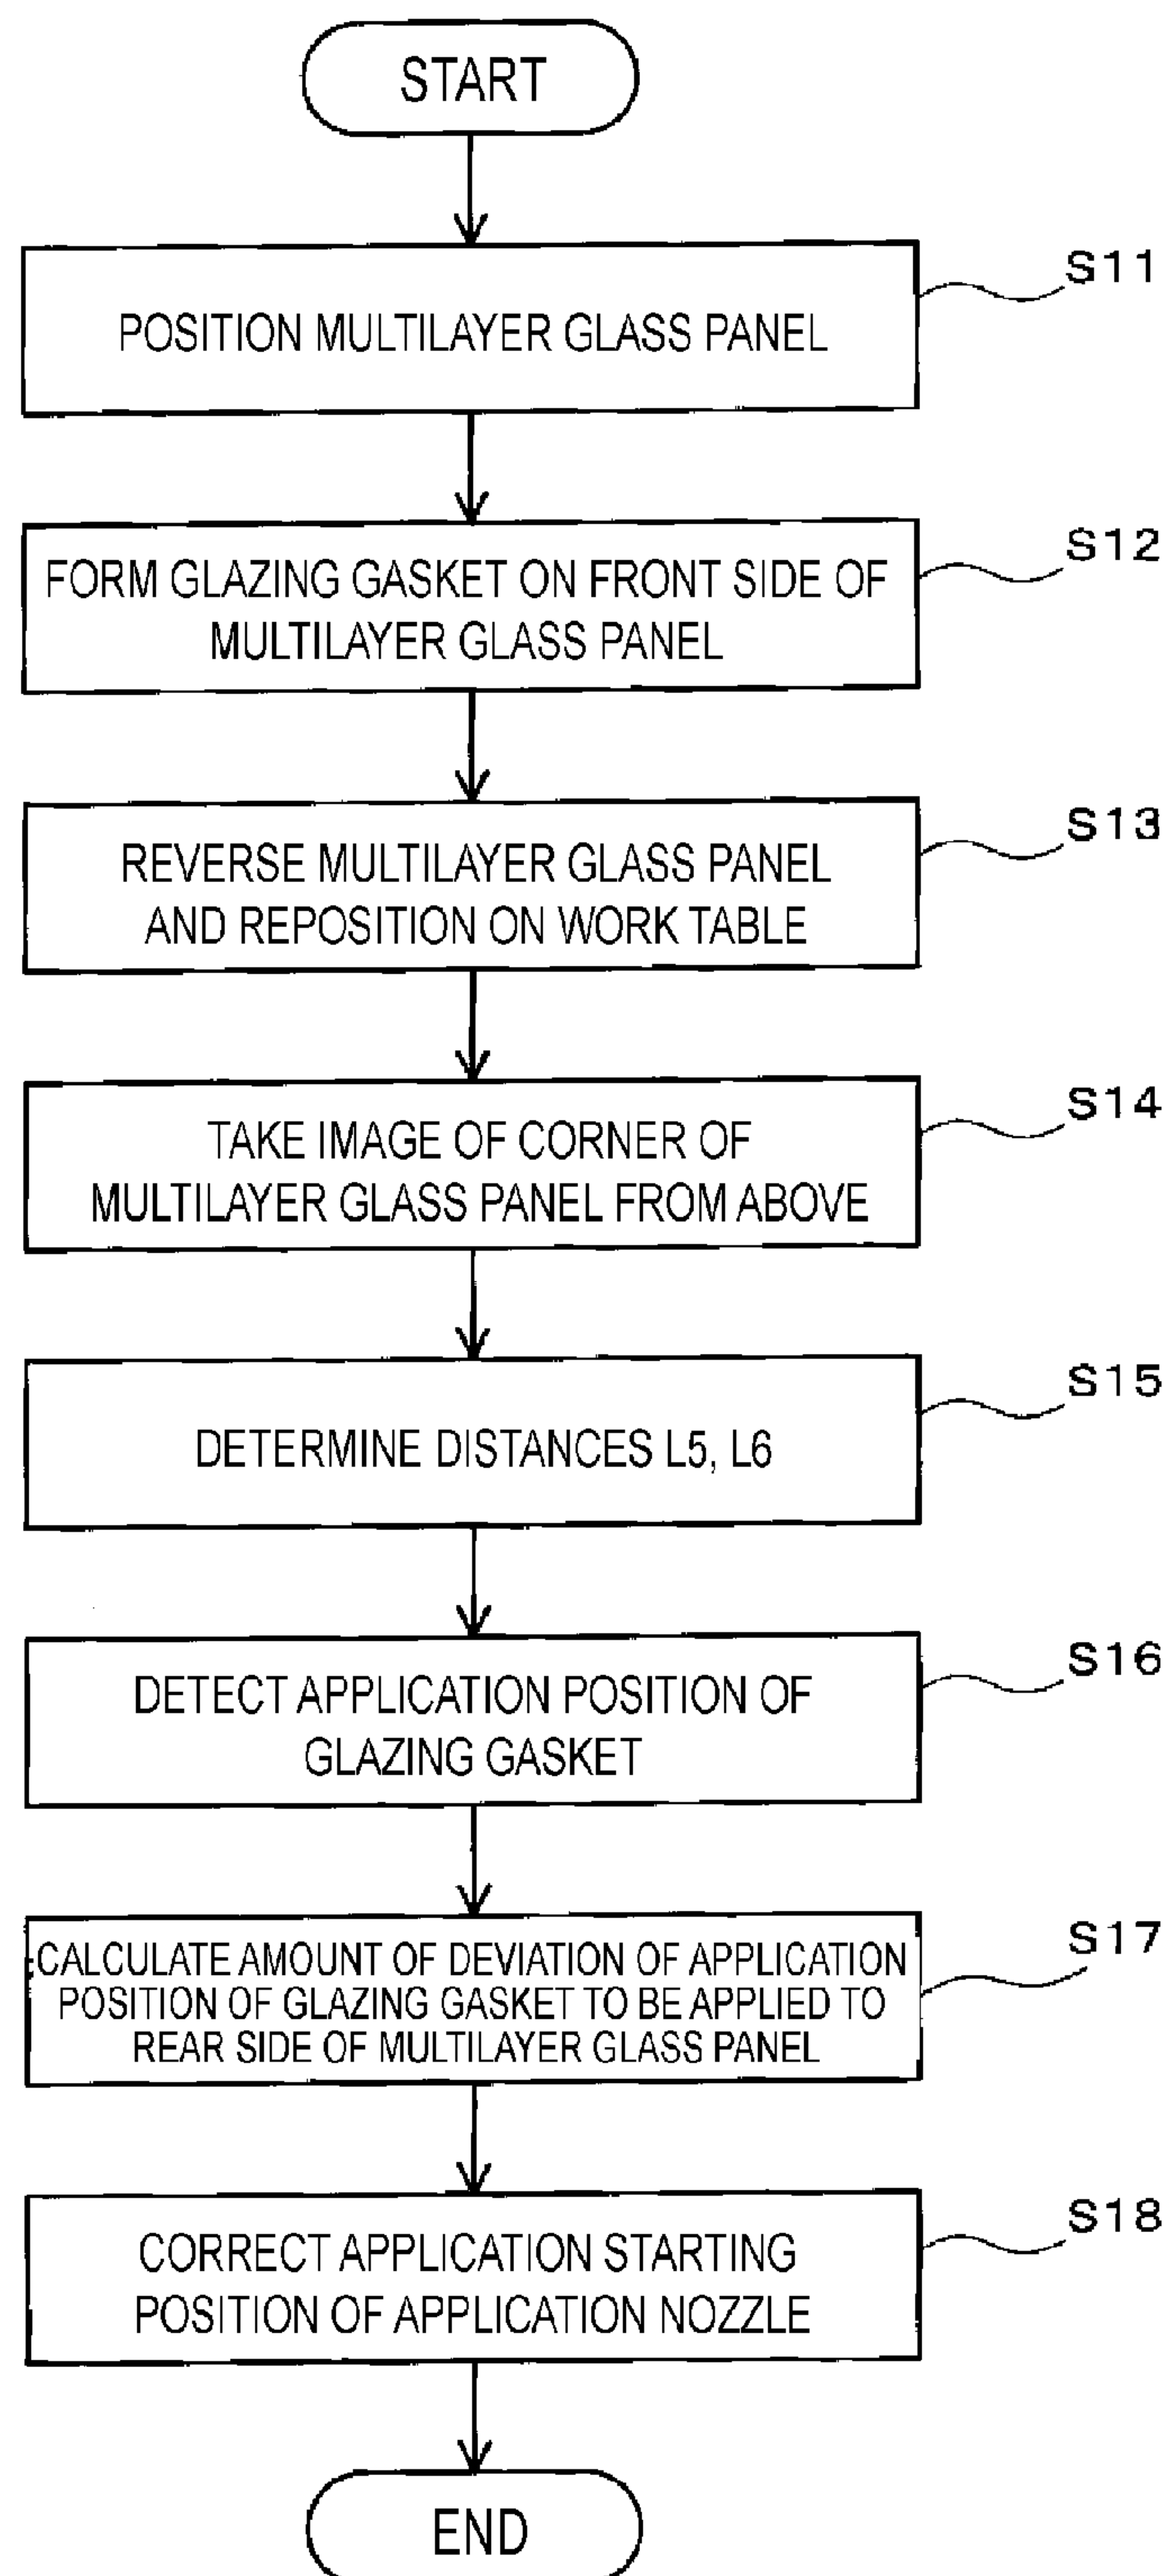 START
S11
POSITION MULTILAYER GLASS PANEL
S12
FORM GLAZING GASKET ON FRONT SIDE OF
MULTILAYER GLASS PANEL
S13
REVERSE MULTILAYER GLASS PANEL
AND REPOSITION ON WORK TABLE
S14
TAKE IMAGE OF CORNER OF
MULTILAYER GLASS PANEL FROM ABOVE
S15
DETERMINE DISTANCES L5, L6
S16
DETECT APPLICATION POSITION OF
GLAZING GASKET
S17
CALCULATE AMOUNT OF DEVIATION OF APPLICATION
POSITION OF GLAZING GASKET TO BE APPLIED TO
REAR SIDE OF MULTILAYER GLASS PANEL
S18
CORRECT APPLICATION STARTING
POSITION OF APPLICATION NOZZLE
END